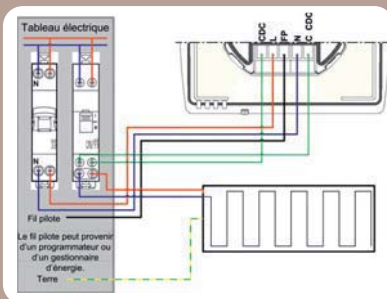 Tableau électrique
CDC
L
FP
N
C CDC
N
N
Fil pilote
Le fil pilote peut provenir
d'un programmateur ou
d'un gestionnaire
d'énergie.
Terre